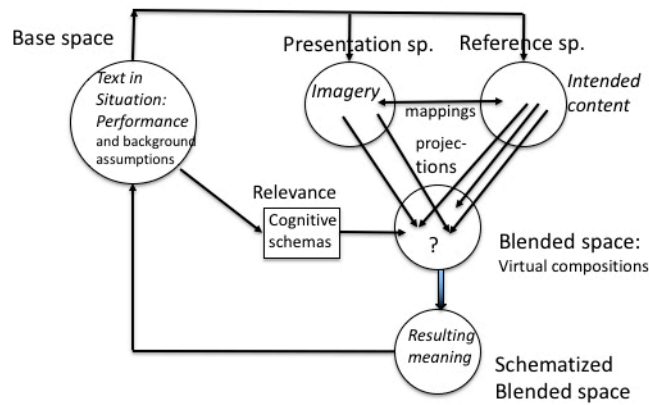 Base space
Text in
Situation:
Performance
and background
assumptions
Presentation sp.
Reference sp.
Imagery
mappings
Intended
content
projec-
tions
Relevance
Cognitive
schemas
?
Blended space:
Virtual compositions
Resulting
meaning
Schematized
Blended space